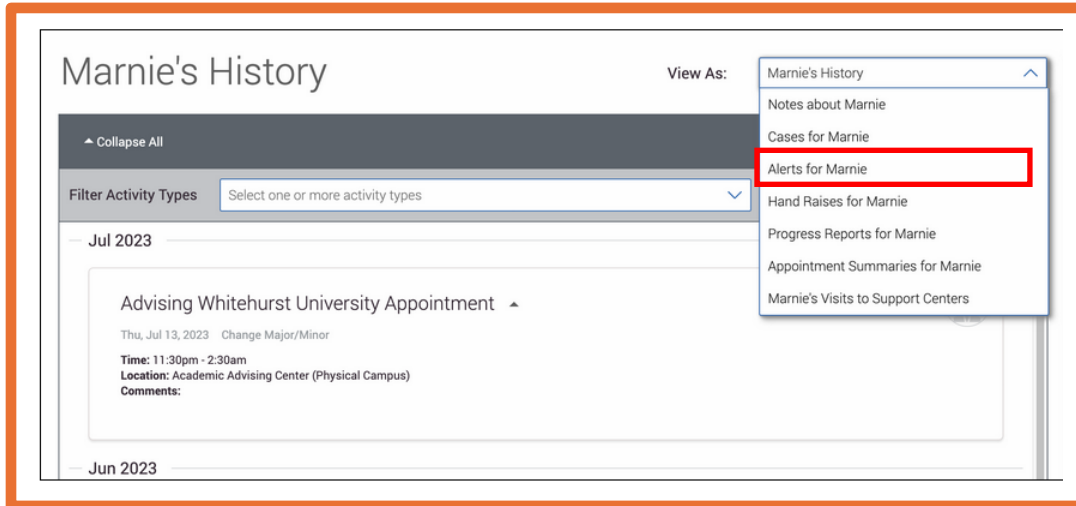 Marnie's History
View As:
Marnie's History
Notes about Marnie
Cases for Marnie
Alerts for Marnie
Hand Raises for Marnie
Progress Reports for Marnie
Appointment Summaries for Marnie
Marnie's Visits to Support Centers
Collapse All
Filter Activity Types
Select one or more activity types
Jul 2023
Advising Whitehurst University Appointment
Thu, Jul 13, 2023 Change Major/Minor
Time: 11:30pm - 2:30am
Location: Academic Advising Center (Physical Campus)
Comments:
Jun 2023